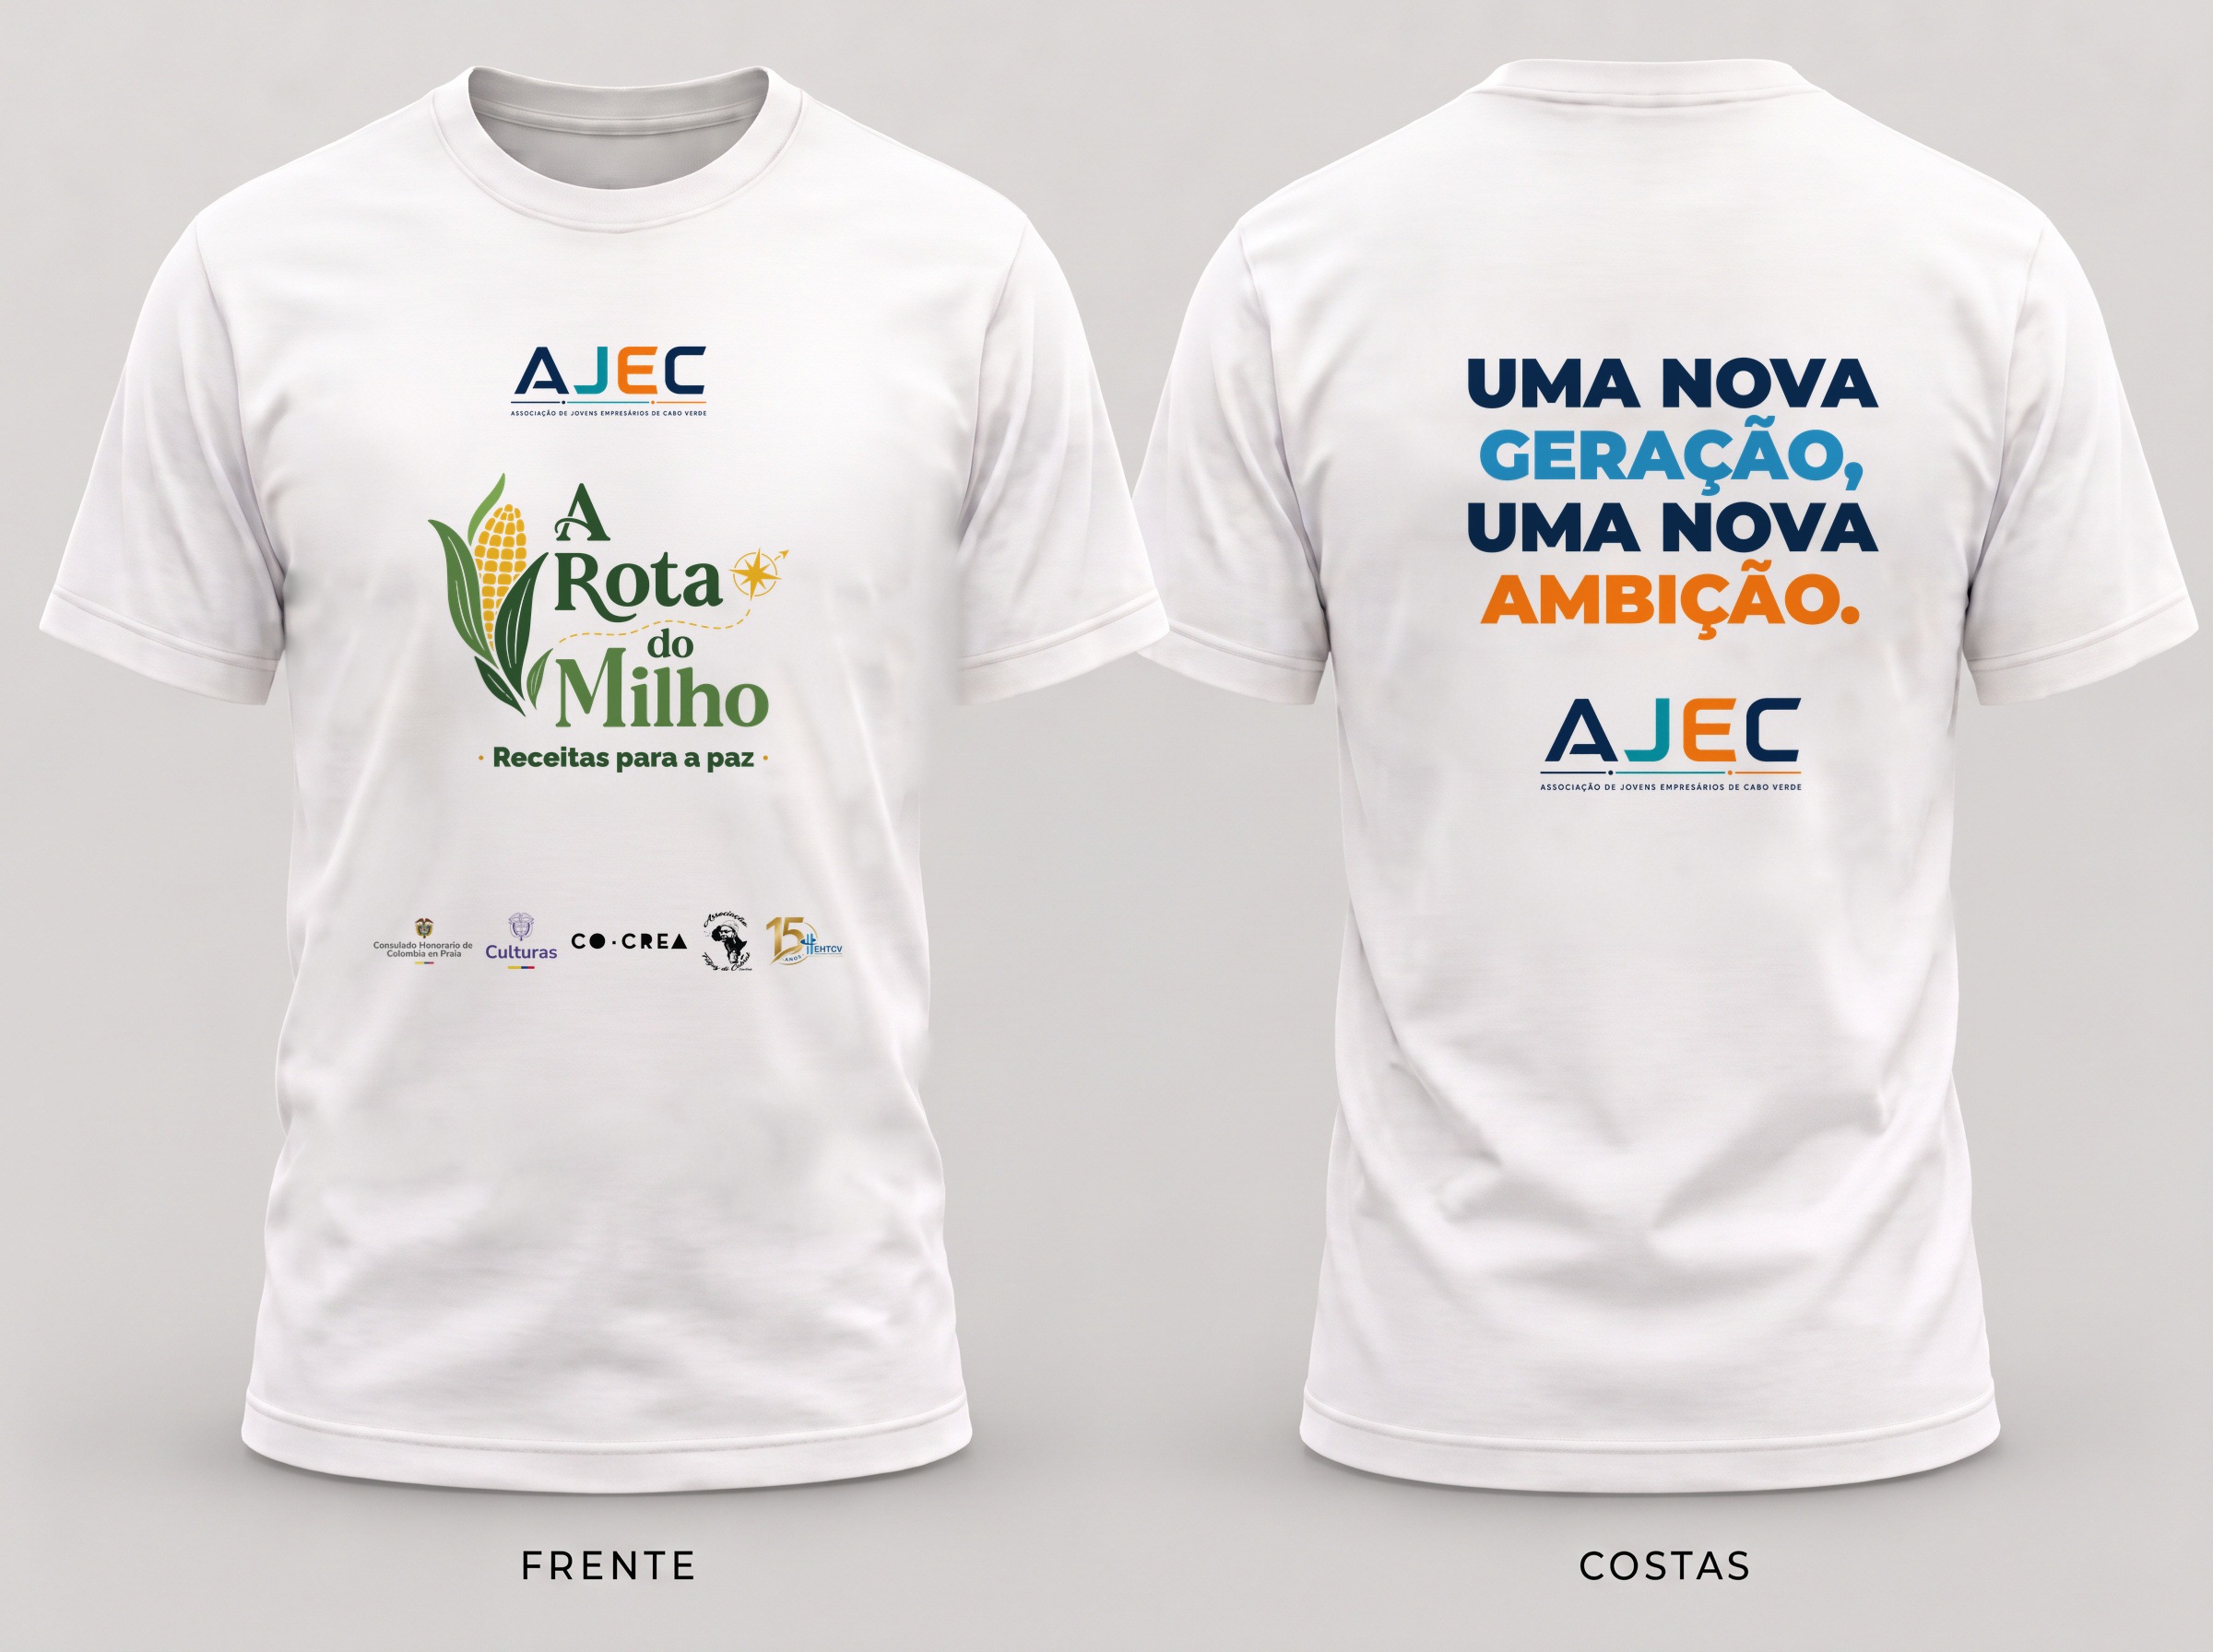 AJEC
ASSOCIAÇÃO DE JOVENS EMPRESÁRIOS DE CABO VERDE
A
Rota
do
Milho
• Receitas para a paz •
Consulado Honorario de
Colombia en Praia
Culturas
CO·CREA
Associação
15
ANOS
EHTCV
FRENTE
UMA NOVA
GERAÇÃO,
UMA NOVA
AMBIÇÃO.
AJEC
ASSOCIAÇÃO DE JOVENS EMPRESÁRIOS DE CABO VERDE
COSTAS